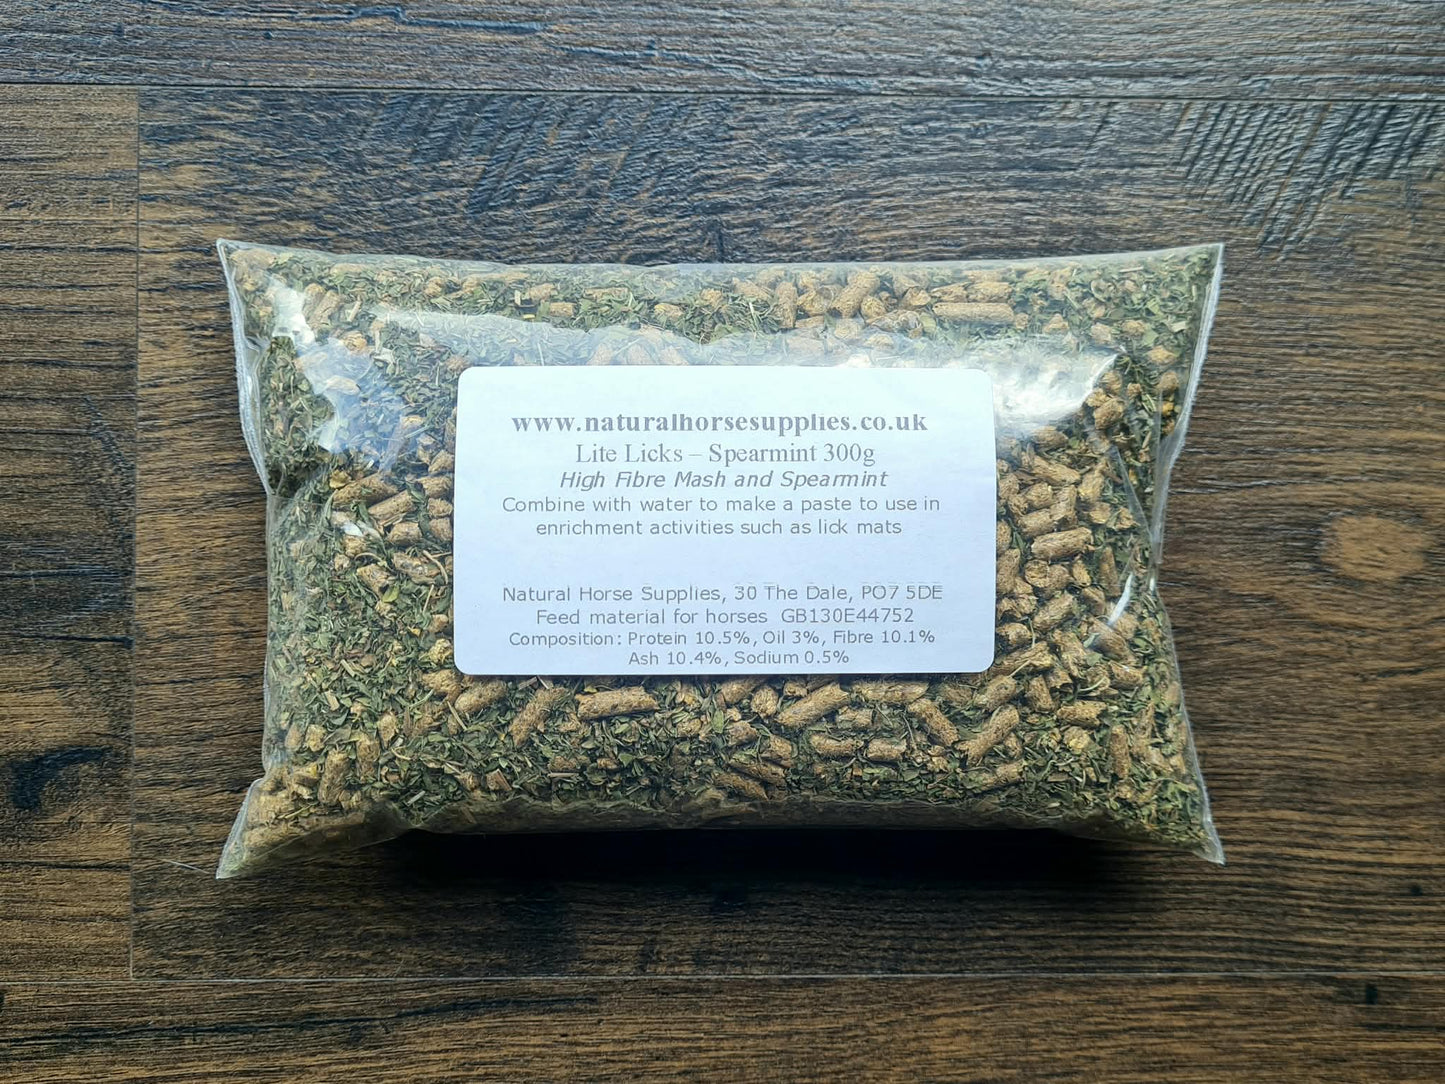 www.naturalhorsesupplies.co.uk
Lite Licks – Spearmint 300g
High Fibre Mash and Spearmint
Combine with water to make a paste to use in
enrichment activities such as lick mats
Natural Horse Supplies, 30 The Dale, PO7 5DE
Feed material for horses GB130E44752
Composition: Protein 10.5%, Oil 3%, Fibre 10.1%
Ash 10.4%, Sodium 0.5%